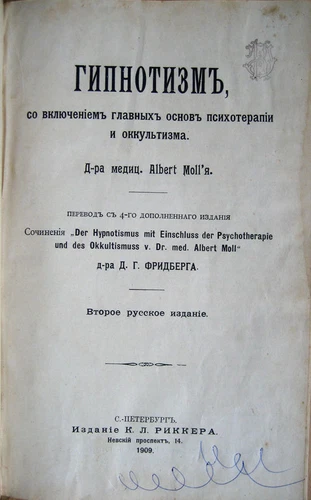 ГИПНОТИЗМЪ,
со включеніемъ главныхъ основъ психотерапіи
и оккультизма.
Д-ра медиц. Albert Moll'я.
ПЕРЕВОДЪ СЪ 4-ГО ДОПОЛНЕННАГО ИЗДАНІЯ
Сочиненія „Der Hypnotismus mit Einschluss der Psychotherapie
und des Okkultismuss v. Dr. med. Albert Moll"
д-ра Д. Г. ФРИДБЕРГА.
Второе русское изданіе.
С.-ПЕТЕРБУРГЪ.
Изданіе К. Л. РИККЕРА.
Невскій проспектъ, 14.
1909.